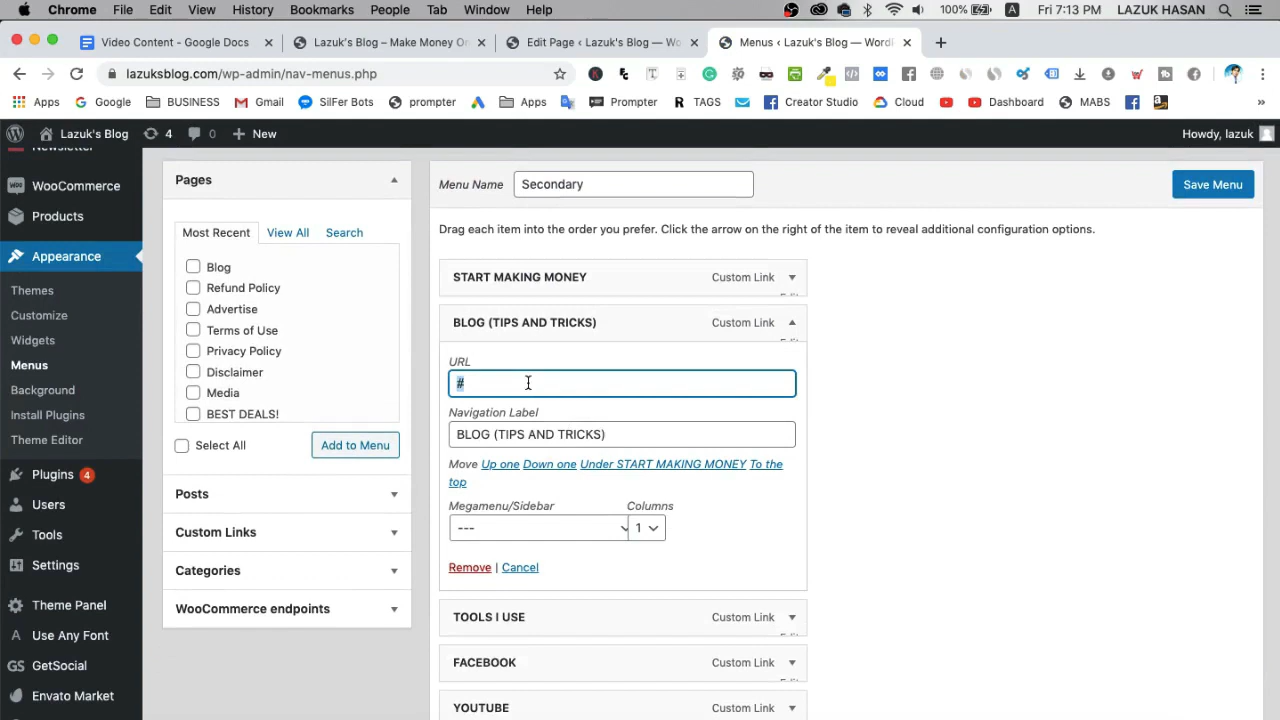 Chrome File Edit View History Bookmarks People Tab Window Help 100% A Fri 7:13 PM LAZUK HASAN
Video Content - Google Docs Lazuk's Blog – Make Money On Edit Page ‹ Lazuk's Blog — Wo Menus ‹ Lazuk's Blog — Word
lazuksblog.com/wp-admin/nav-menus.php
Apps Google BUSINESS Gmail SilFer Bots prompter Apps Prompter R TAGS Creator Studio Cloud Dashboard MABS »
Lazuk's Blog 4 0 + New Howdy, lazuk
Newsletter
WooCommerce
Products
Appearance
Themes
Customize
Widgets
Menus
Background
Install Plugins
Theme Editor
Plugins 4
Users
Tools
Settings
Theme Panel
A Use Any Font
GS GetSocial
Envato Market
Pages
Most Recent View All Search
Blog
Refund Policy
Advertise
Terms of Use
Privacy Policy
Disclaimer
Media
BEST DEALS!
Select All Add to Menu
Posts
Custom Links
Categories
WooCommerce endpoints
Menu Name Secondary Save Menu
Drag each item into the order you prefer. Click the arrow on the right of the item to reveal additional configuration options.
START MAKING MONEY Custom Link
Edit
BLOG (TIPS AND TRICKS) Custom Link
Edit
URL
#
Navigation Label
BLOG (TIPS AND TRICKS)
Move Up one Down one Under START MAKING MONEY To the
top
Megamenu/Sidebar Columns
--- 1
Remove | Cancel
TOOLS I USE Custom Link
Edit
FACEBOOK Custom Link
Edit
YOUTUBE Custom Link